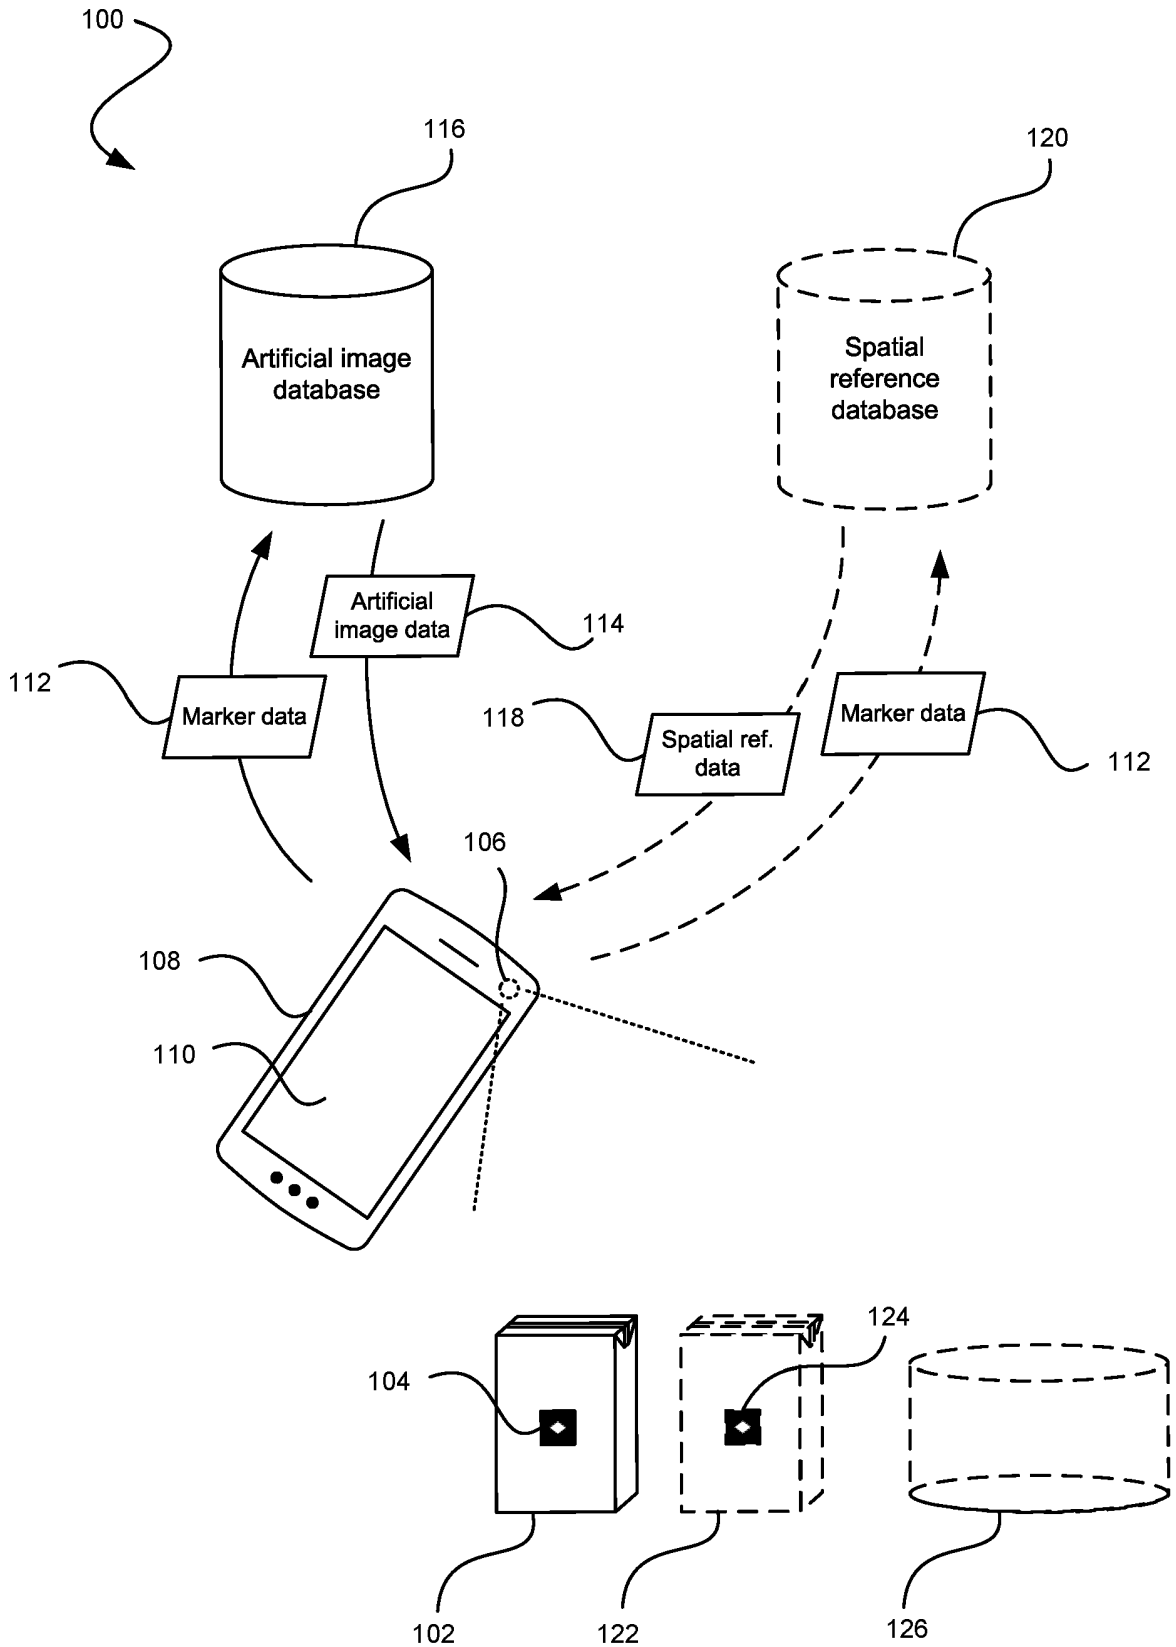 100
116
120
Artificial image
database
Spatial
reference
database
Artificial
image data
114
112
Marker data
118
Spatial ref.
data
Marker data
112
106
108
110
124
104
102
122
126